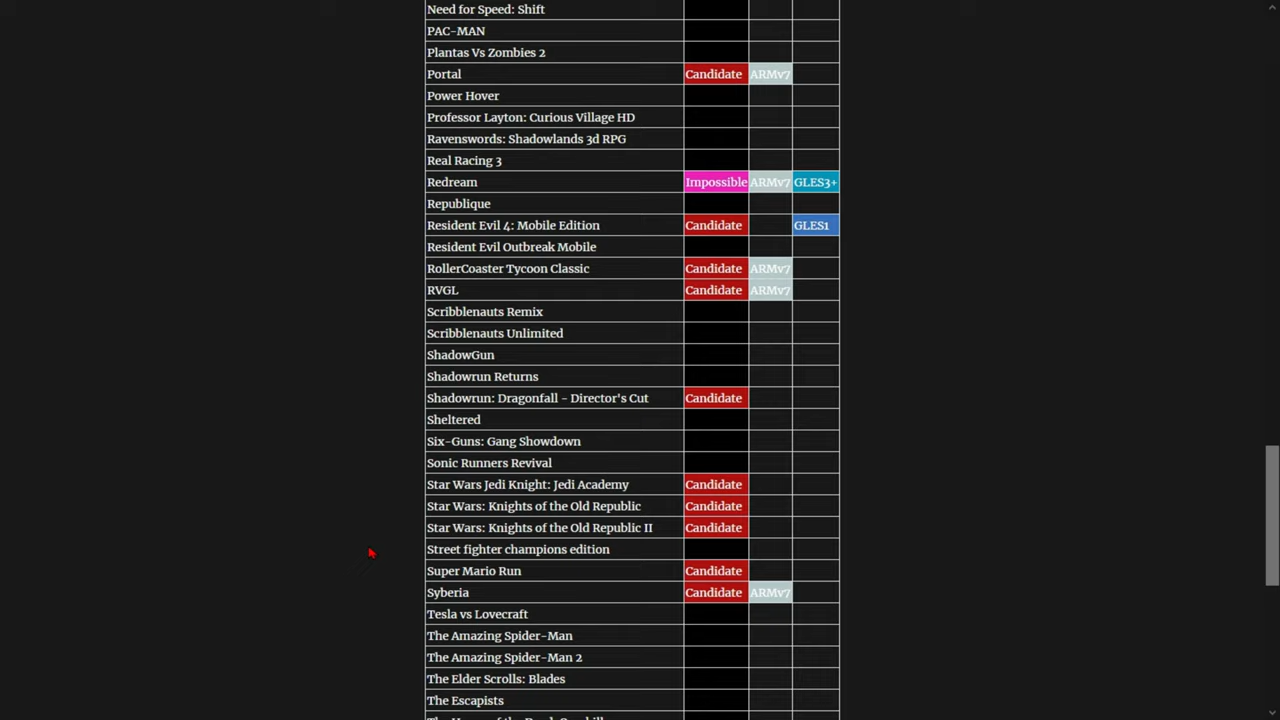 Need for Speed: Shift
PAC-MAN
Plantas Vs Zombies 2
Portal Candidate ARMv7
Power Hover
Professor Layton: Curious Village HD
Ravenswords: Shadowlands 3d RPG
Real Racing 3
Redream Impossible ARMv7 GLES3+
Republique
Resident Evil 4: Mobile Edition Candidate GLES1
Resident Evil Outbreak Mobile
RollerCoaster Tycoon Classic Candidate ARMv7
RVGL Candidate ARMv7
Scribblenauts Remix
Scribblenauts Unlimited
ShadowGun
Shadowrun Returns
Shadowrun: Dragonfall - Director's Cut Candidate
Sheltered
Six-Guns: Gang Showdown
Sonic Runners Revival
Star Wars Jedi Knight: Jedi Academy Candidate
Star Wars: Knights of the Old Republic Candidate
Star Wars: Knights of the Old Republic II Candidate
Street fighter champions edition
Super Mario Run Candidate
Syberia Candidate ARMv7
Tesla vs Lovecraft
The Amazing Spider-Man
The Amazing Spider-Man 2
The Elder Scrolls: Blades
The Escapists